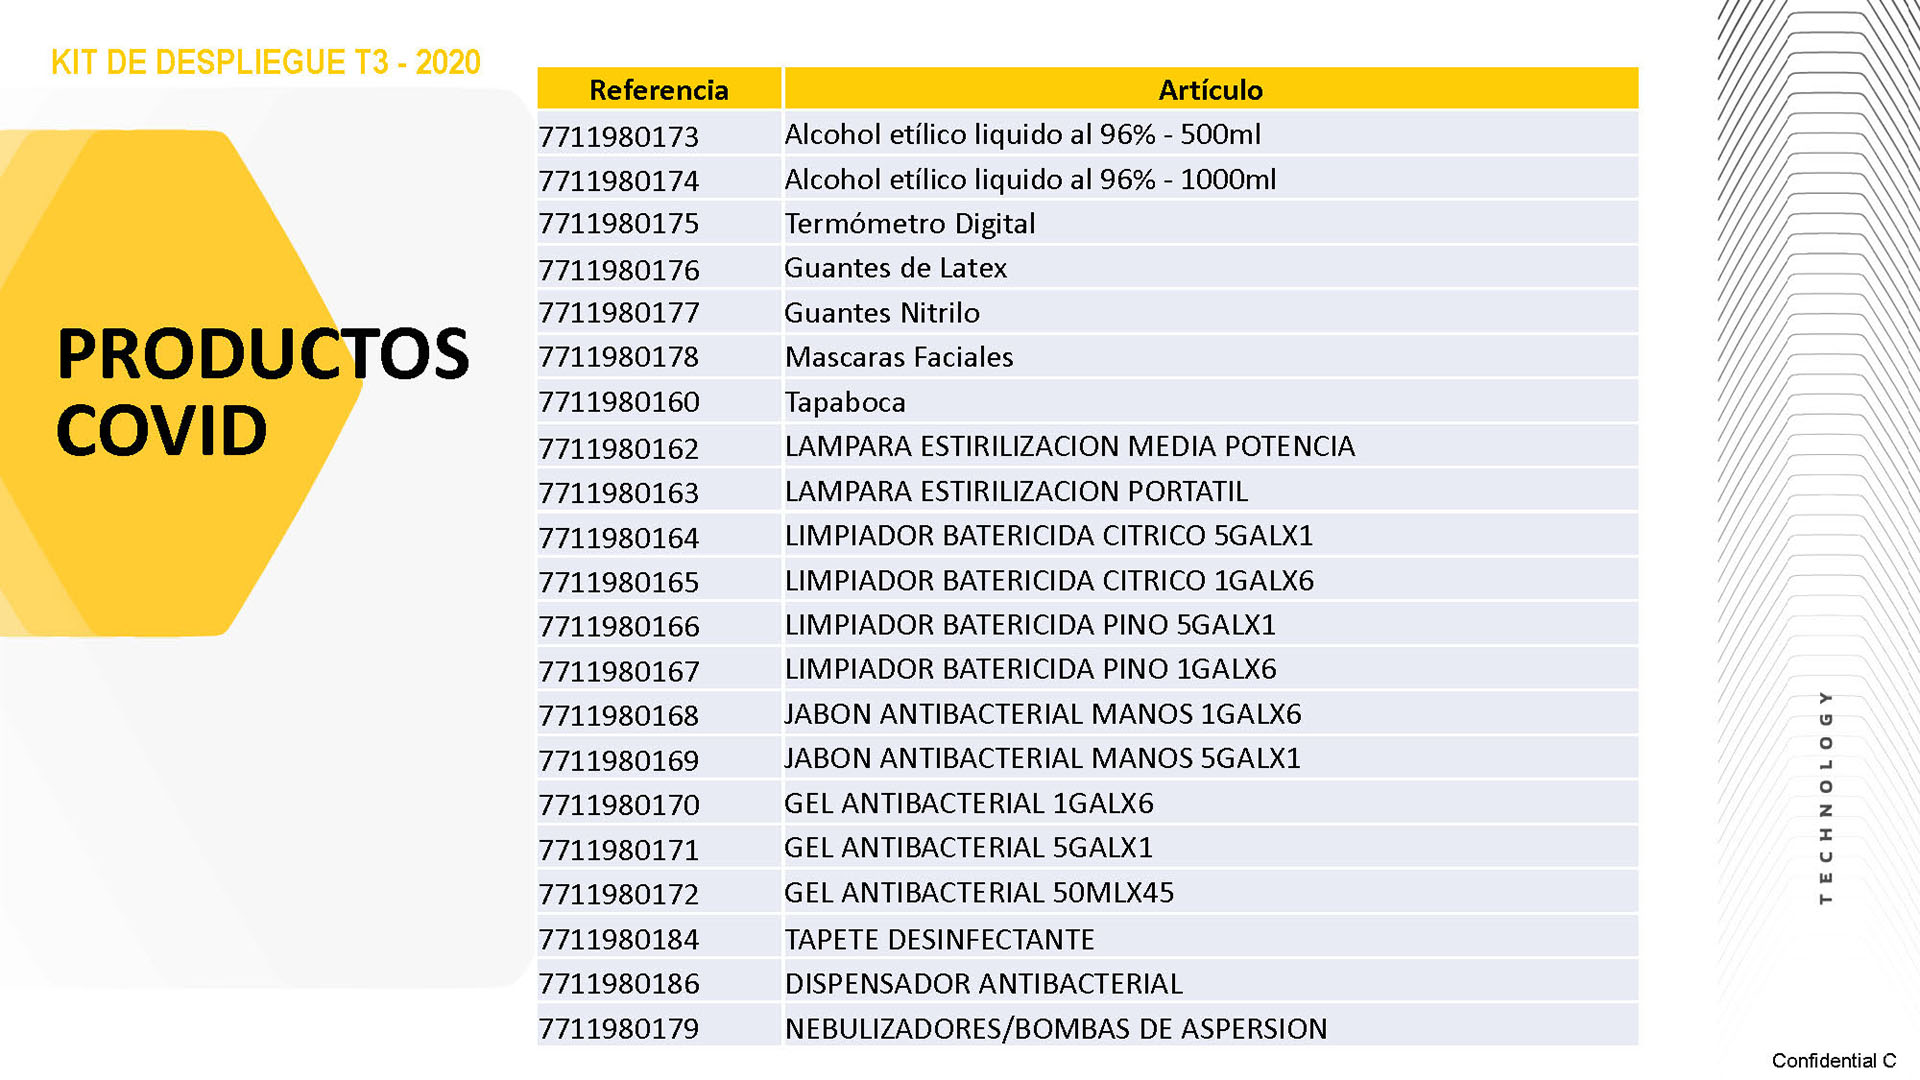 KIT DE DESPLIEGUE T3 - 2020
PRODUCTOS
COVID
Referencia Artículo
7711980173 Alcohol etílico liquido al 96% - 500ml
7711980174 Alcohol etílico liquido al 96% - 1000ml
7711980175 Termómetro Digital
7711980176 Guantes de Latex
7711980177 Guantes Nitrilo
7711980178 Mascaras Faciales
7711980160 Tapaboca
7711980162 LAMPARA ESTIRILIZACION MEDIA POTENCIA
7711980163 LAMPARA ESTIRILIZACION PORTATIL
7711980164 LIMPIADOR BATERICIDA CITRICO 5GALX1
7711980165 LIMPIADOR BATERICIDA CITRICO 1GALX6
7711980166 LIMPIADOR BATERICIDA PINO 5GALX1
7711980167 LIMPIADOR BATERICIDA PINO 1GALX6
7711980168 JABON ANTIBACTERIAL MANOS 1GALX6
7711980169 JABON ANTIBACTERIAL MANOS 5GALX1
7711980170 GEL ANTIBACTERIAL 1GALX6
7711980171 GEL ANTIBACTERIAL 5GALX1
7711980172 GEL ANTIBACTERIAL 50MLX45
7711980184 TAPETE DESINFECTANTE
7711980186 DISPENSADOR ANTIBACTERIAL
7711980179 NEBULIZADORES/BOMBAS DE ASPERSION
TECHNOLOGY
Confidential C